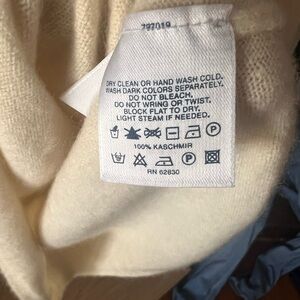 797019
DRY CLEAN OR HAND WASH COLD.
WASH DARK COLORS SEPARATELY.
DO NOT BLEACH.
DO NOT WRING OR TWIST.
BLOCK FLAT TO DRY.
LIGHT STEAM IF NEEDED.
P
100% KASCHMIR
P
RN 62830